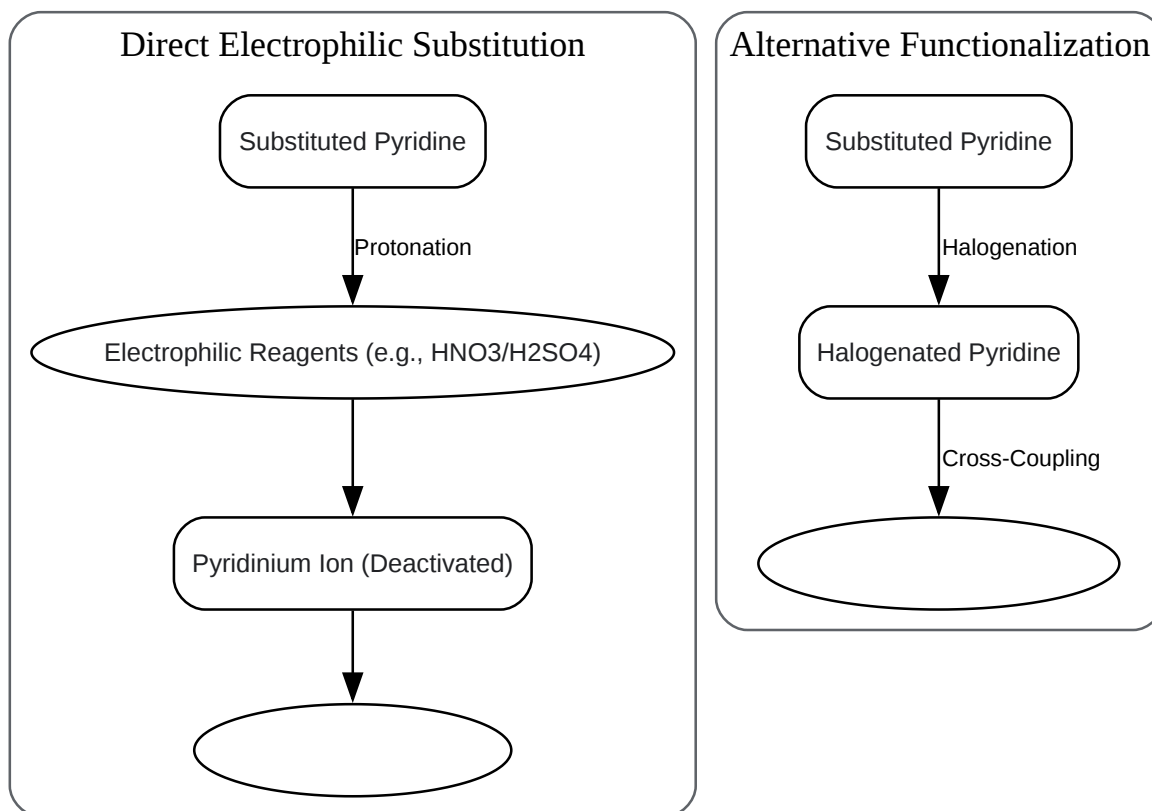 Direct Electrophilic Substitution
Substituted Pyridine
Protonation
Electrophilic Reagents (e.g., HNO3/H2SO4)
Pyridinium Ion (Deactivated)
Alternative Functionalization
Substituted Pyridine
Halogenation
Halogenated Pyridine
Cross-Coupling